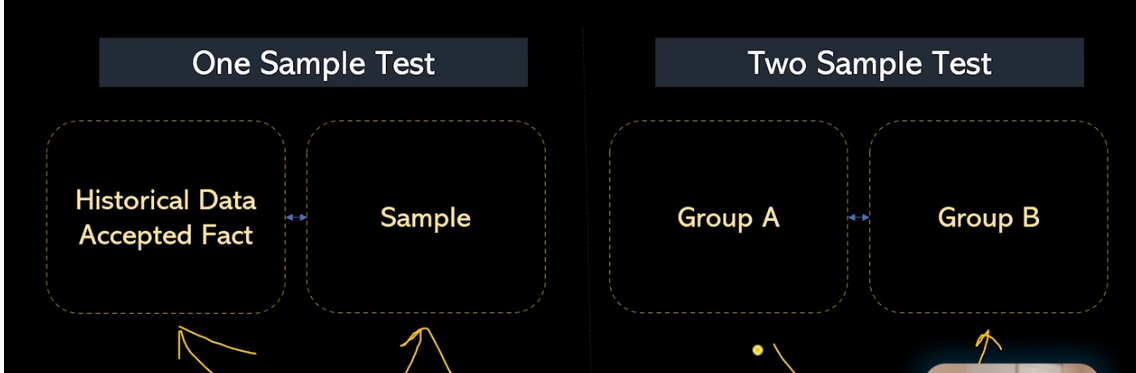 One Sample Test
Two Sample Test
Historical Data
Accepted Fact
Sample
Group A
Group B